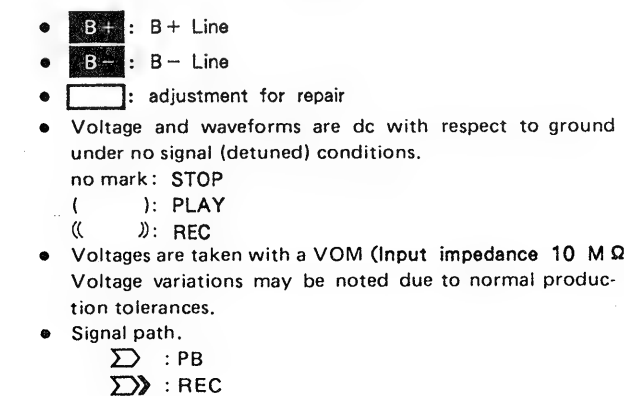 ● B+ : B+ Line
● B− : B− Line
● : adjustment for repair
● Voltage and waveforms are dc with respect to ground
under no signal (detuned) conditions.
no mark: STOP
( ): PLAY
(( )): REC
● Voltages are taken with a VOM (Input impedance 10 MΩ
Voltage variations may be noted due to normal produc-
tion tolerances.
● Signal path.
: PB
: REC